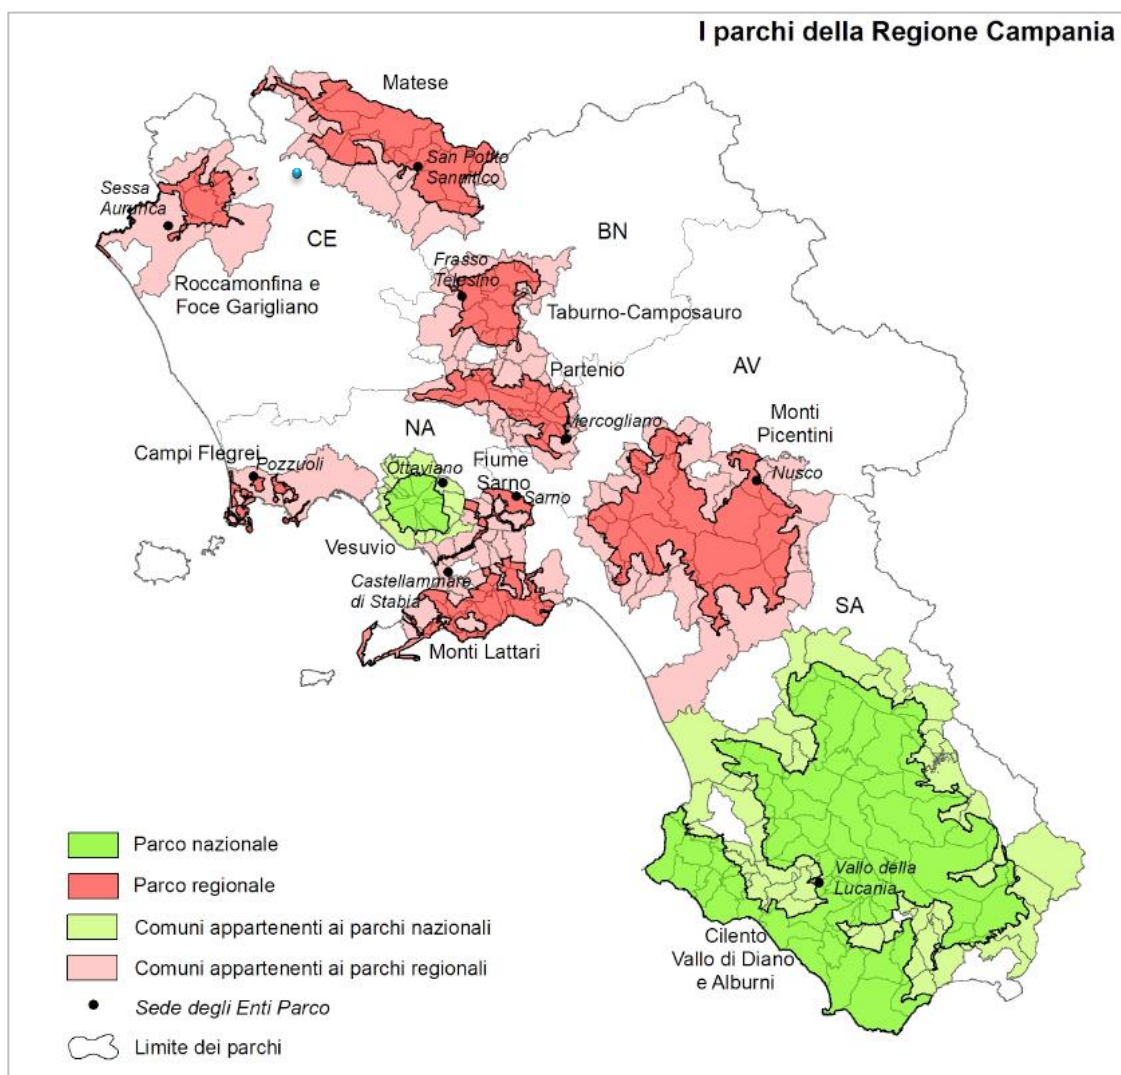 I parchi della Regione Campania
Matese
San Potito
Sannitico
Sessa
Aurunca
CE
BN
Roccamonfina e
Foce Garigliano
Frasso
Telesino
Taburno-Camposauro
Partenio
AV
Mercogliano
Monti
Picentini
NA
Campi Flegrei
Pozzuoli
Ottaviano
Fiume
Sarno
Sarno
Nusco
Vesuvio
Castellammare
di Stabia
Monti Lattari
SA
Vallo della
Lucania
Cilento
Vallo di Diano
e Alburni
Parco nazionale
Parco regionale
Comuni appartenenti ai parchi nazionali
Comuni appartenenti ai parchi regionali
Sede degli Enti Parco
Limite dei parchi